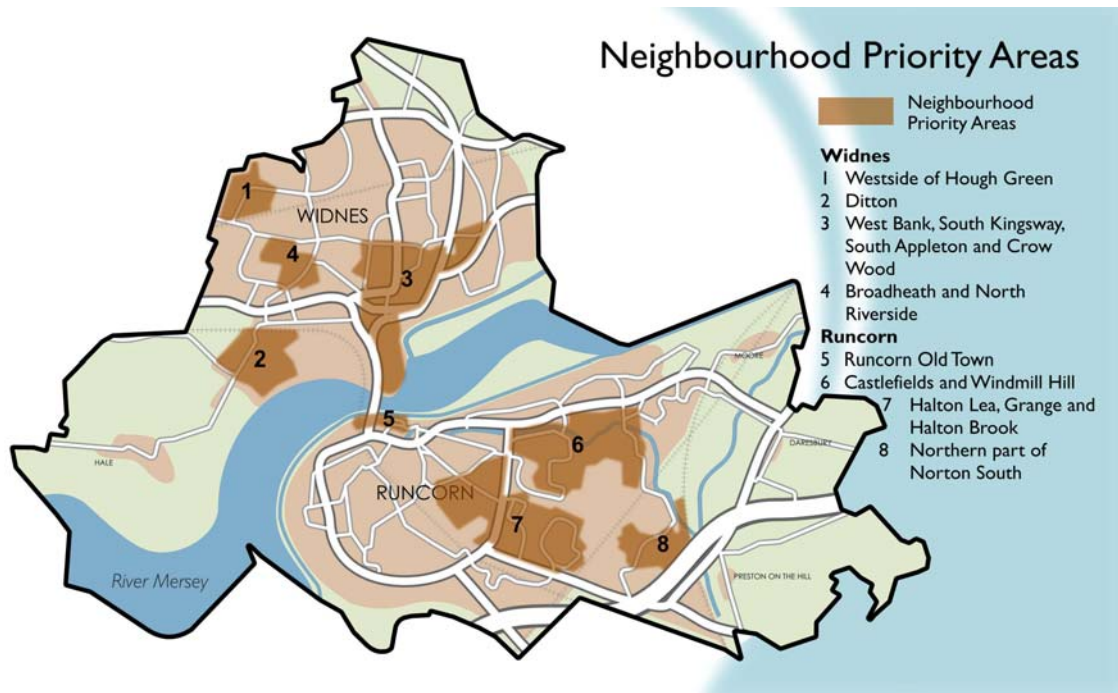 Neighbourhood Priority Areas
Neighbourhood
Priority Areas
Widnes
1 Westside of Hough Green
2 Ditton
3 West Bank, South Kingsway,
South Appleton and Crow
Wood
4 Broadheath and North
Riverside
Runcorn
5 Runcorn Old Town
6 Castlefields and Windmill Hill
7 Halton Lea, Grange and
Halton Brook
8 Northern part of
Norton South
1
WIDNES
4
3
2
MOORE
5
6
DARESBURY
HALE
RUNCORN
7
8
PRESTON ON THE HILL
River Mersey